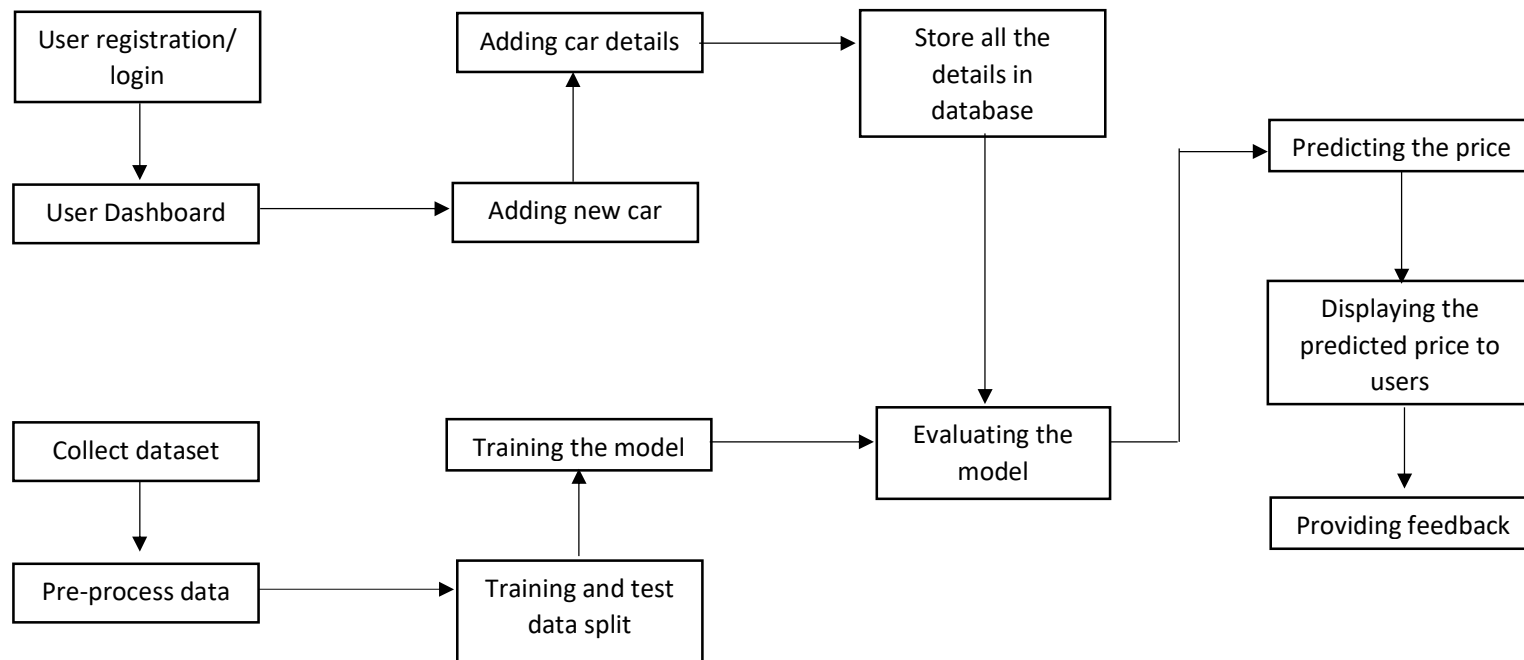 User registration/
login
Adding car details
Store all the
details in
database
Predicting the price
User Dashboard
Adding new car
Displaying the
predicted price to
users
Collect dataset
Training the model
Evaluating the
model
Providing feedback
Pre-process data
Training and test
data split